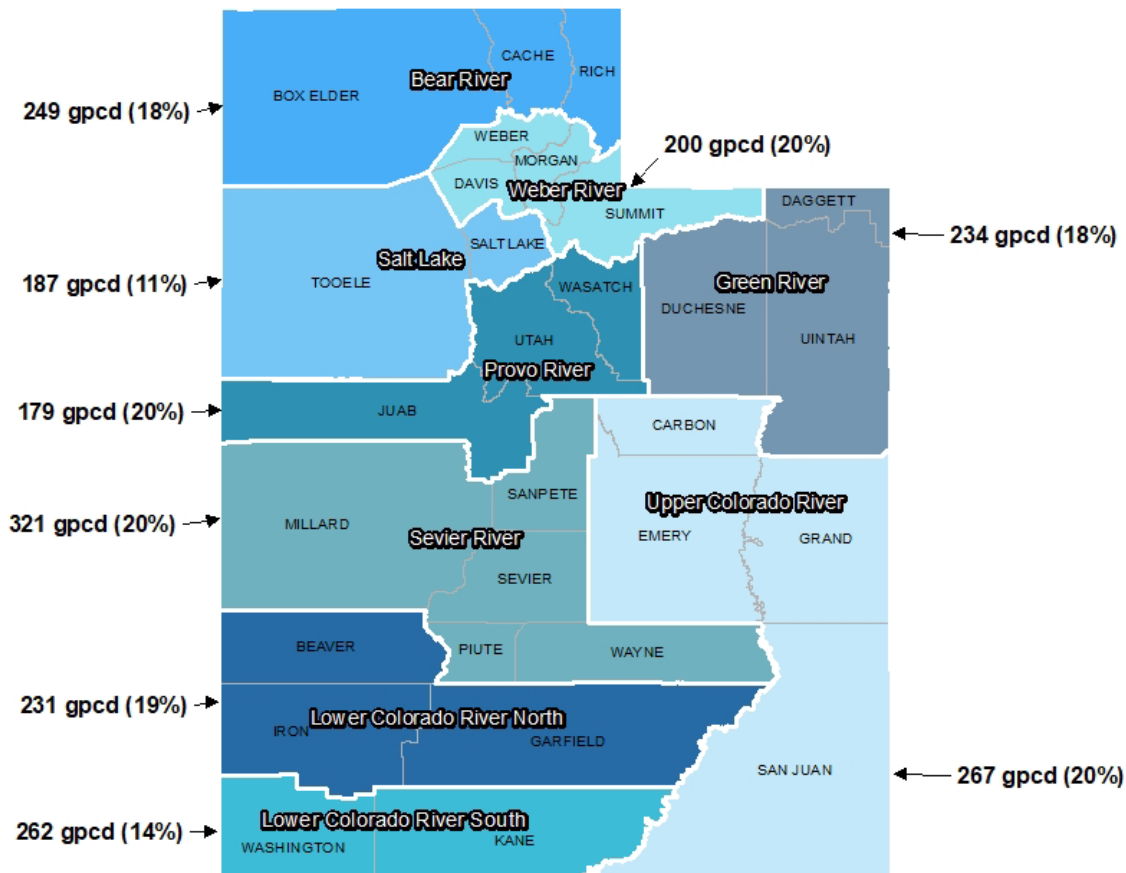 CACHE
RICH
Bear River
BOX ELDER
249 gpcd (18%)
WEBER
200 gpcd (20%)
MORGAN
DAVIS
Weber River
DAGGETT
SUMMIT
234 gpcd (18%)
SALT LAKE
Salt Lake
187 gpcd (11%)
TOOELE
WASATCH
Green River
DUCHESNE
UTAH
UINTAH
Provo River
179 gpcd (20%)
JUAB
CARBON
SANPETE
Upper Colorado River
321 gpcd (20%)
MILLARD
Sevier River
EMERY
GRAND
SEVIER
BEAVER
PIUTE
WAYNE
231 gpcd (19%)
Lower Colorado River North
IRON
GARFIELD
SAN JUAN
267 gpcd (20%)
Lower Colorado River South
262 gpcd (14%)
WASHINGTON
KANE